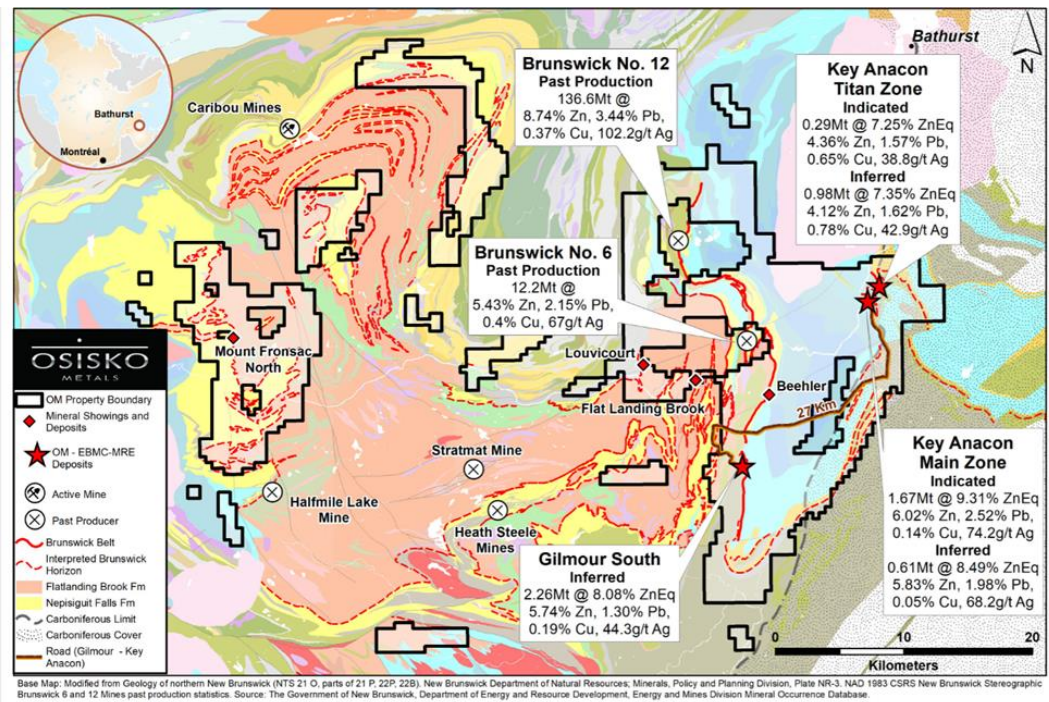 Bathurst
N
Bathurst
Montréal
Caribou Mines
Brunswick No. 12
Past Production
136.6Mt @
8.74% Zn, 3.44% Pb,
0.37% Cu, 102.2g/t Ag
Key Anacon
Titan Zone
Indicated
0.29Mt @ 7.25% ZnEq
4.36% Zn, 1.57% Pb,
0.65% Cu, 38.8g/t Ag
Inferred
0.98Mt @ 7.35% ZnEq
4.12% Zn, 1.62% Pb,
0.78% Cu, 42.9g/t Ag
Brunswick No. 6
Past Production
12.2Mt @
5.43% Zn, 2.15% Pb,
0.4% Cu, 67g/t Ag
Mount Fronsac
North
Louvicourt
Flat Landing Brook
Beehler
27 Km
Stratmat Mine
Halfmile Lake
Mine
Heath Steele
Mines
Gilmour South
Inferred
2.26Mt @ 8.08% ZnEq
5.74% Zn, 1.30% Pb,
0.19% Cu, 44.3g/t Ag
Key Anacon
Main Zone
Indicated
1.67Mt @ 9.31% ZnEq
6.02% Zn, 2.52% Pb,
0.14% Cu, 74.2g/t Ag
Inferred
0.61Mt @ 8.49% ZnEq
5.83% Zn, 1.98% Pb,
0.05% Cu, 68.2g/t Ag
OSISKO
METALS
OM Property Boundary
Mineral Showings and
Deposits
OM - EBMC-MRE
Deposits
Active Mine
Past Producer
Brunswick Belt
Interpreted Brunswick
Horizon
Flatlanding Brook Fm
Nepisiguit Falls Fm
Carboniferous Limit
Carboniferous Cover
Road (Gilmour - Key
Anacon)
0 10 20
Kilometers
Base Map: Modified from Geology of northern New Brunswick (NTS 21 O, parts of 21 P, 22P, 22B). New Brunswick Department of Natural Resources; Minerals, Policy and Planning Division, Plate NR-3. NAD 1983 CSRS New Brunswick Stereographic
Brunswick 6 and 12 Mines past production statistics. Source: The Government of New Brunswick, Department of Energy and Resource Development, Energy and Mines Division Mineral Occurrence Database.